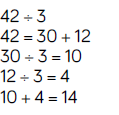 42 ÷ 3
42 = 30 + 12
30 ÷ 3 = 10
12 ÷ 3 = 4
10 + 4 = 14